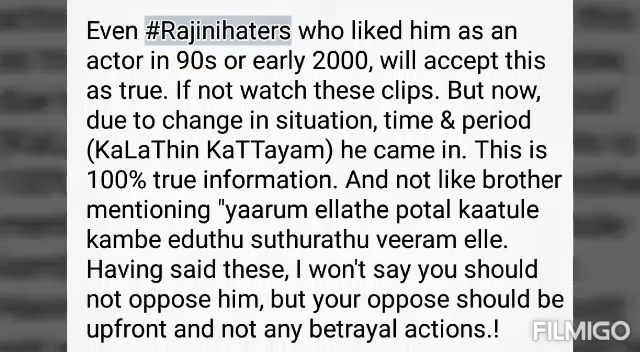 Even #Rajinihaters who liked him as an
actor in 90s or early 2000, will accept this
as true. If not watch these clips. But now,
due to change in situation, time & period
(KaLaThin KaTTayam) he came in. This is
100% true information. And not like brother
mentioning "yaarum ellathe potal kaatule
kambe eduthu suthurathu veeram elle.
Having said these, I won't say you should
not oppose him, but your oppose should be
upfront and not any betrayal actions.!
FILMIGO